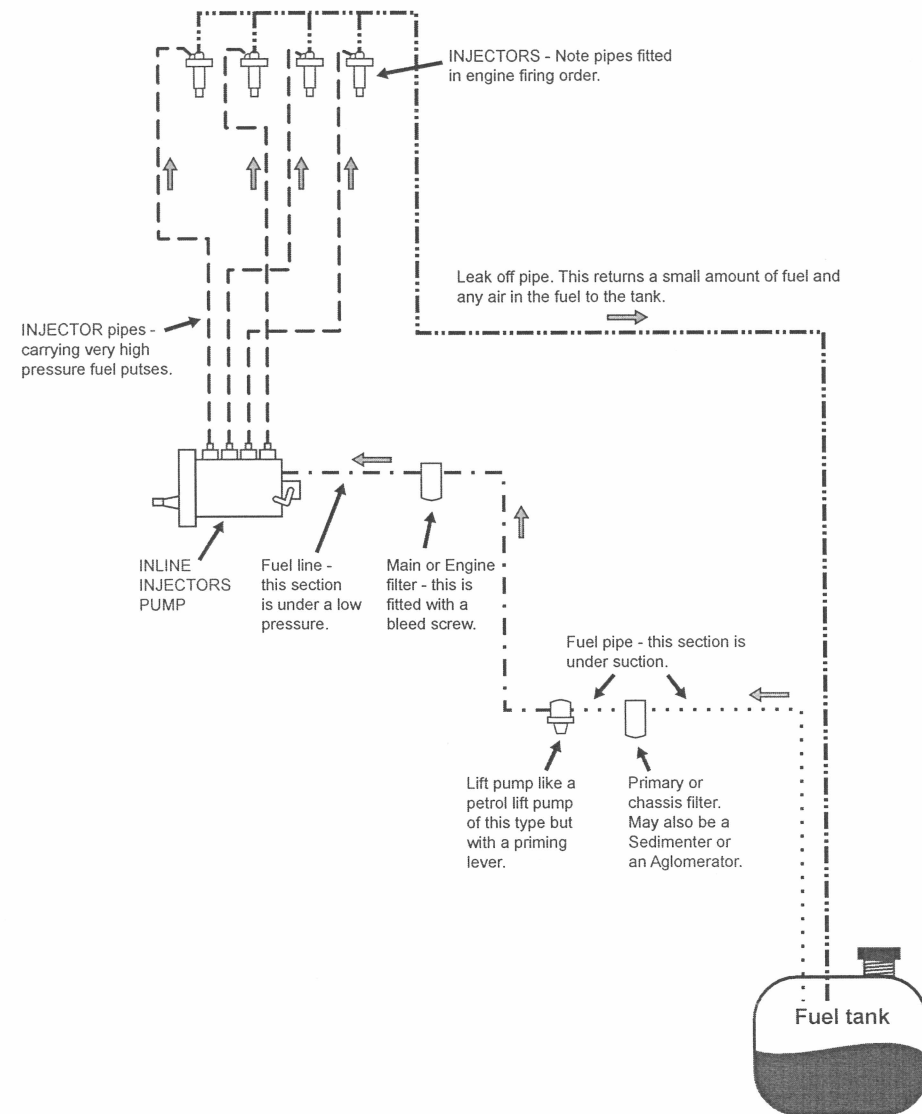 INJECTORS - Note pipes fitted
in engine firing order.
Leak off pipe. This returns a small amount of fuel and
any air in the fuel to the tank.
INJECTOR pipes -
carrying very high
pressure fuel putses.
INLINE
INJECTORS
PUMP
Fuel line -
this section
is under a low
pressure.
Main or Engine
filter - this is
fitted with a
bleed screw.
Fuel pipe - this section is
under suction.
Lift pump like a
petrol lift pump
of this type but
with a priming
lever.
Primary or
chassis filter.
May also be a
Sedimenter or
an Aglomerator.
Fuel tank